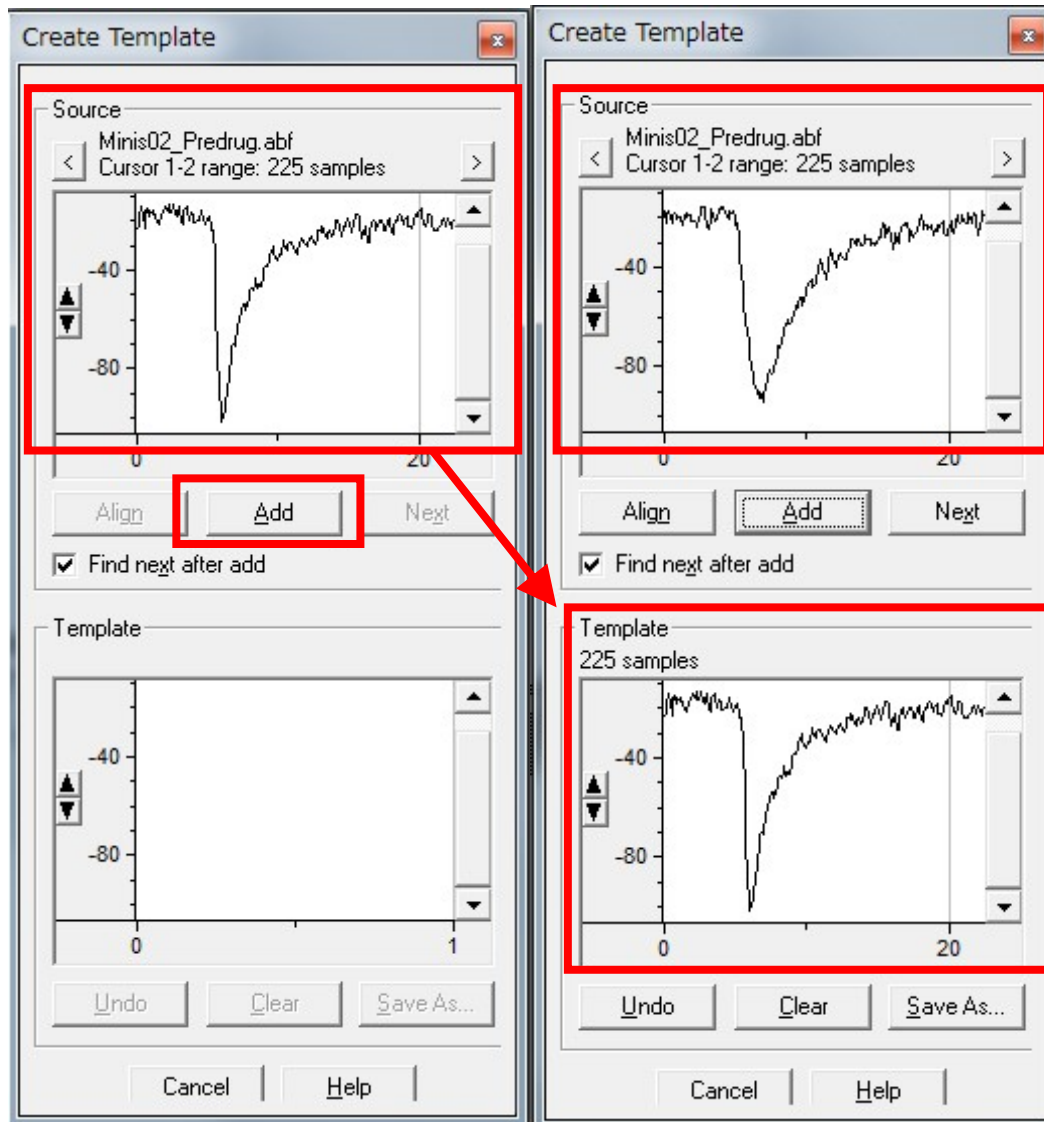 Create Template
x
Source
Minis02_Predrug.abf
Cursor 1-2 range: 225 samples
<
>
-40
-80
0
20
Align
Add
Next
Find next after add
Template
-40
-80
0
1
Undo
Clear
Save As...
Cancel
Help
Create Template
x
Source
Minis02_Predrug.abf
Cursor 1-2 range: 225 samples
<
>
-40
-80
0
20
Align
Add
Next
Find next after add
Template
225 samples
-40
-80
0
20
Undo
Clear
Save As...
Cancel
Help